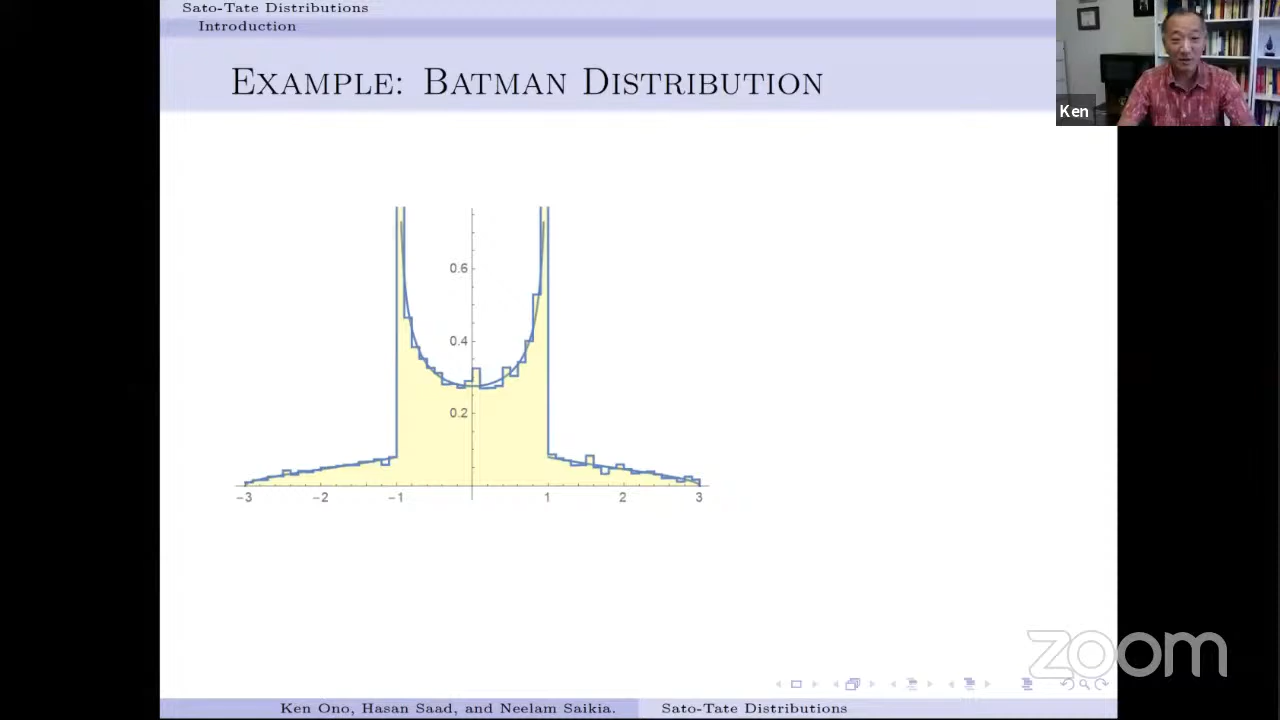 Sato-Tate Distributions
Introduction
Example: Batman Distribution
Ken
0.6
0.4
0.2
−3
−2
−1
1
2
3
zoom
Ken Ono, Hasan Saad, and Neelam Saikia.
Sato-Tate Distributions